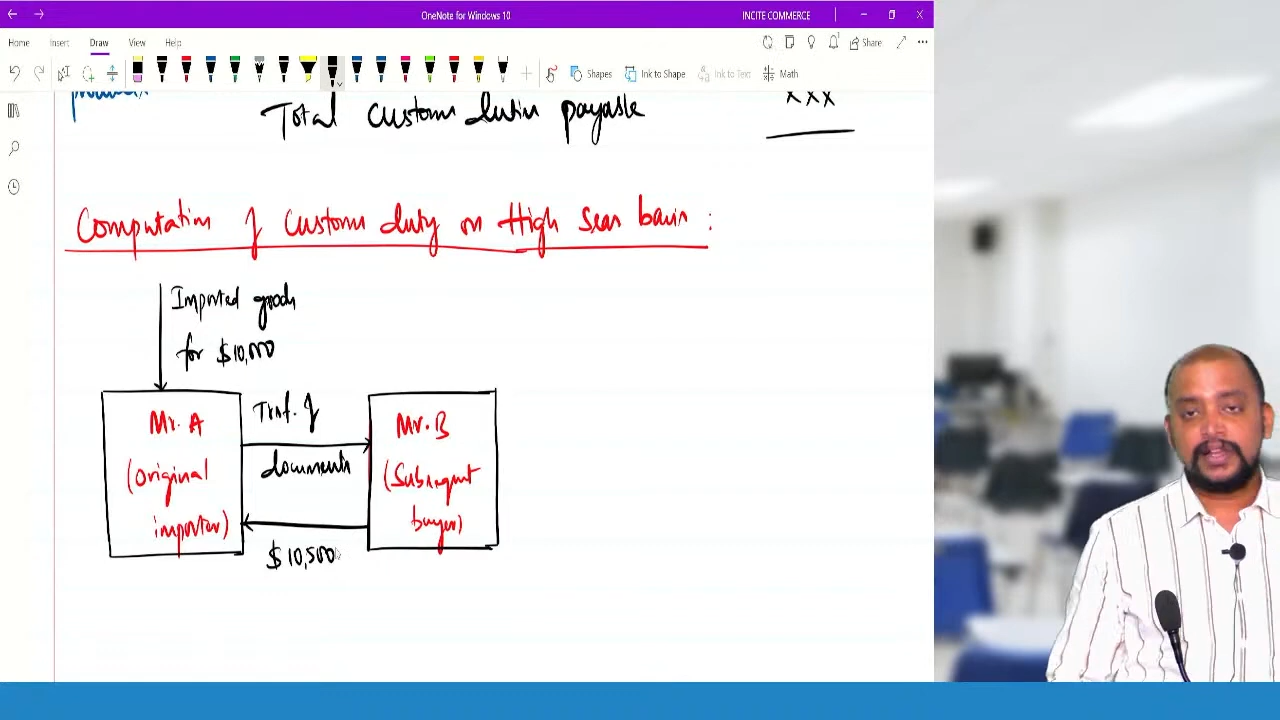 OneNote for Windows 10
INCITE COMMERCE
Home Insert Draw View Help
Share
Shapes Ink to Shape Ink to Text Math
Total custom duties payable xxx
Computation of custom duty on High Seas basis:
Imported goods
for $10,000
Mr. A
(Original
importer)
Trnf. of
documents
$10,500
Mr. B
(Subsequent
buyer)